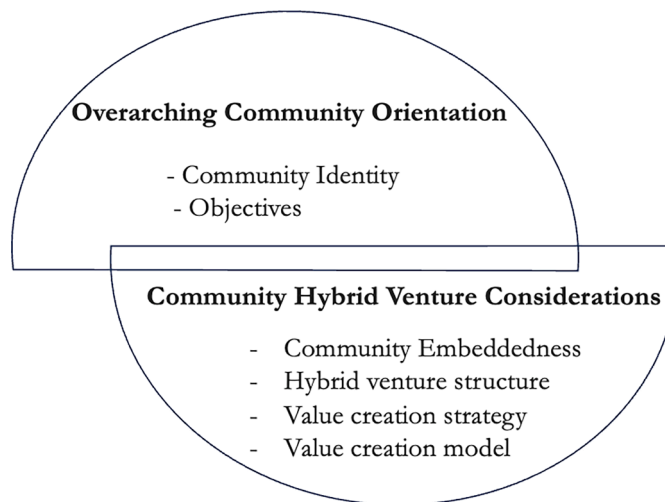 Overarching Community Orientation
- Community Identity
- Objectives
Community Hybrid Venture Considerations
- Community Embeddedness
- Hybrid venture structure
- Value creation strategy
- Value creation model